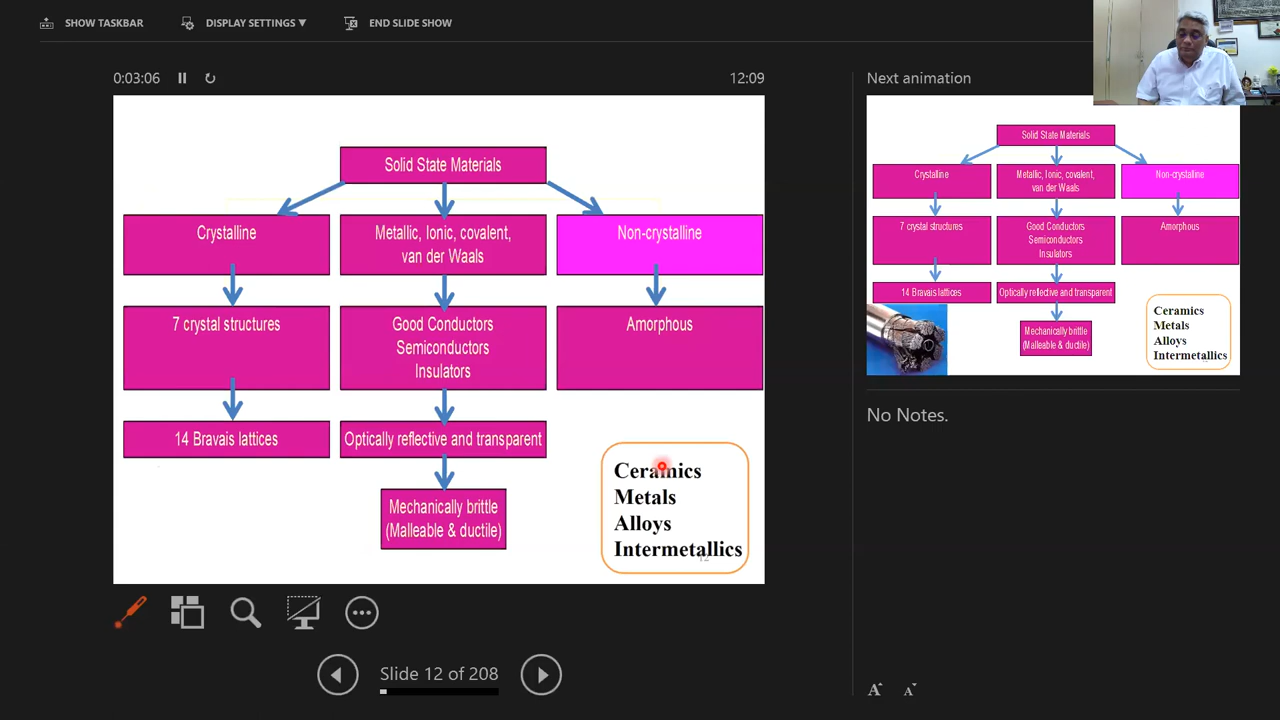 SHOW TASKBAR
DISPLAY SETTINGS ▼
END SLIDE SHOW
0:03:06
12:09
Next animation
Solid State Materials
Crystalline
Metallic, Ionic, covalent,
van der Waals
Non-crystalline
7 crystal structures
Good Conductors
Semiconductors
Insulators
Amorphous
14 Bravais lattices
Optically reflective and transparent
Mechanically brittle
(Malleable & ductile)
Ceramics
Metals
Alloys
Intermetallics
12
Solid State Materials
Crystalline
Metallic, Ionic, covalent,
van der Waals
Non-crystalline
7 crystal structures
Good Conductors
Semiconductors
Insulators
Amorphous
14 Bravais lattices
Optically reflective and transparent
Mechanically brittle
(Malleable & ductile)
Ceramics
Metals
Alloys
Intermetallics
No Notes.
Slide 12 of 208
A A